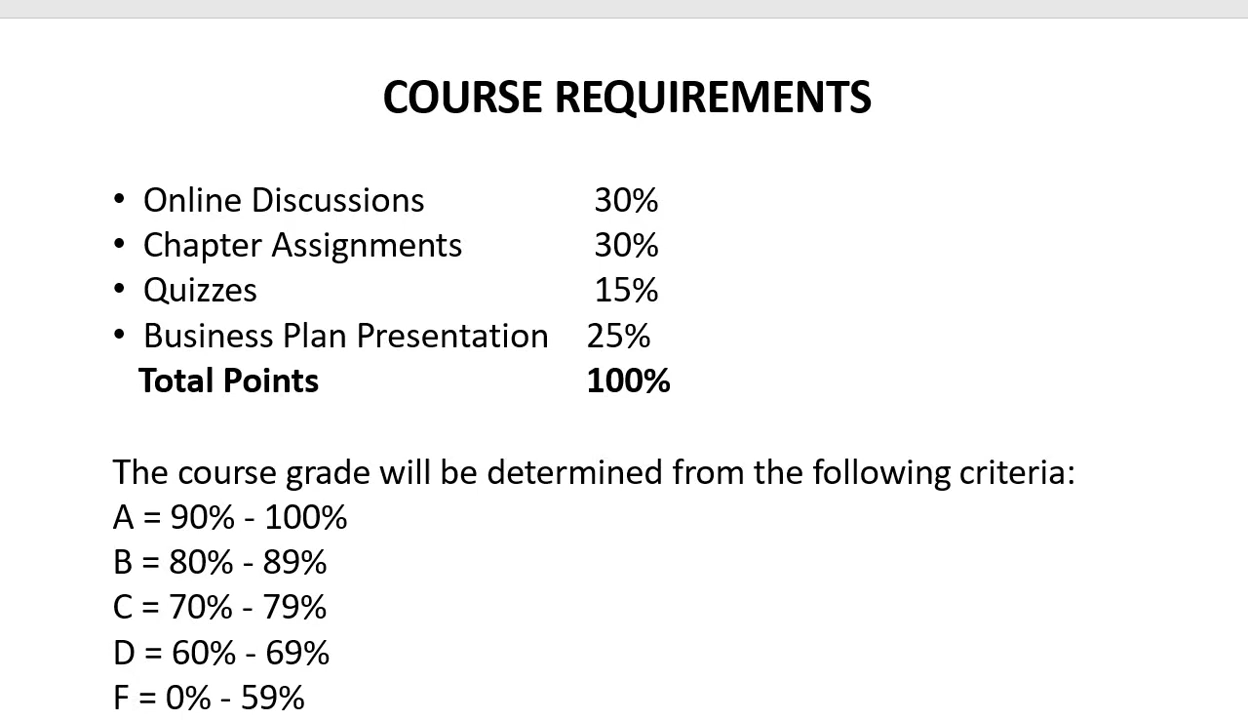 COURSE REQUIREMENTS
• Online Discussions 30%
• Chapter Assignments 30%
• Quizzes 15%
• Business Plan Presentation 25%
Total Points 100%
The course grade will be determined from the following criteria:
A = 90% - 100%
B = 80% - 89%
C = 70% - 79%
D = 60% - 69%
F = 0% - 59%